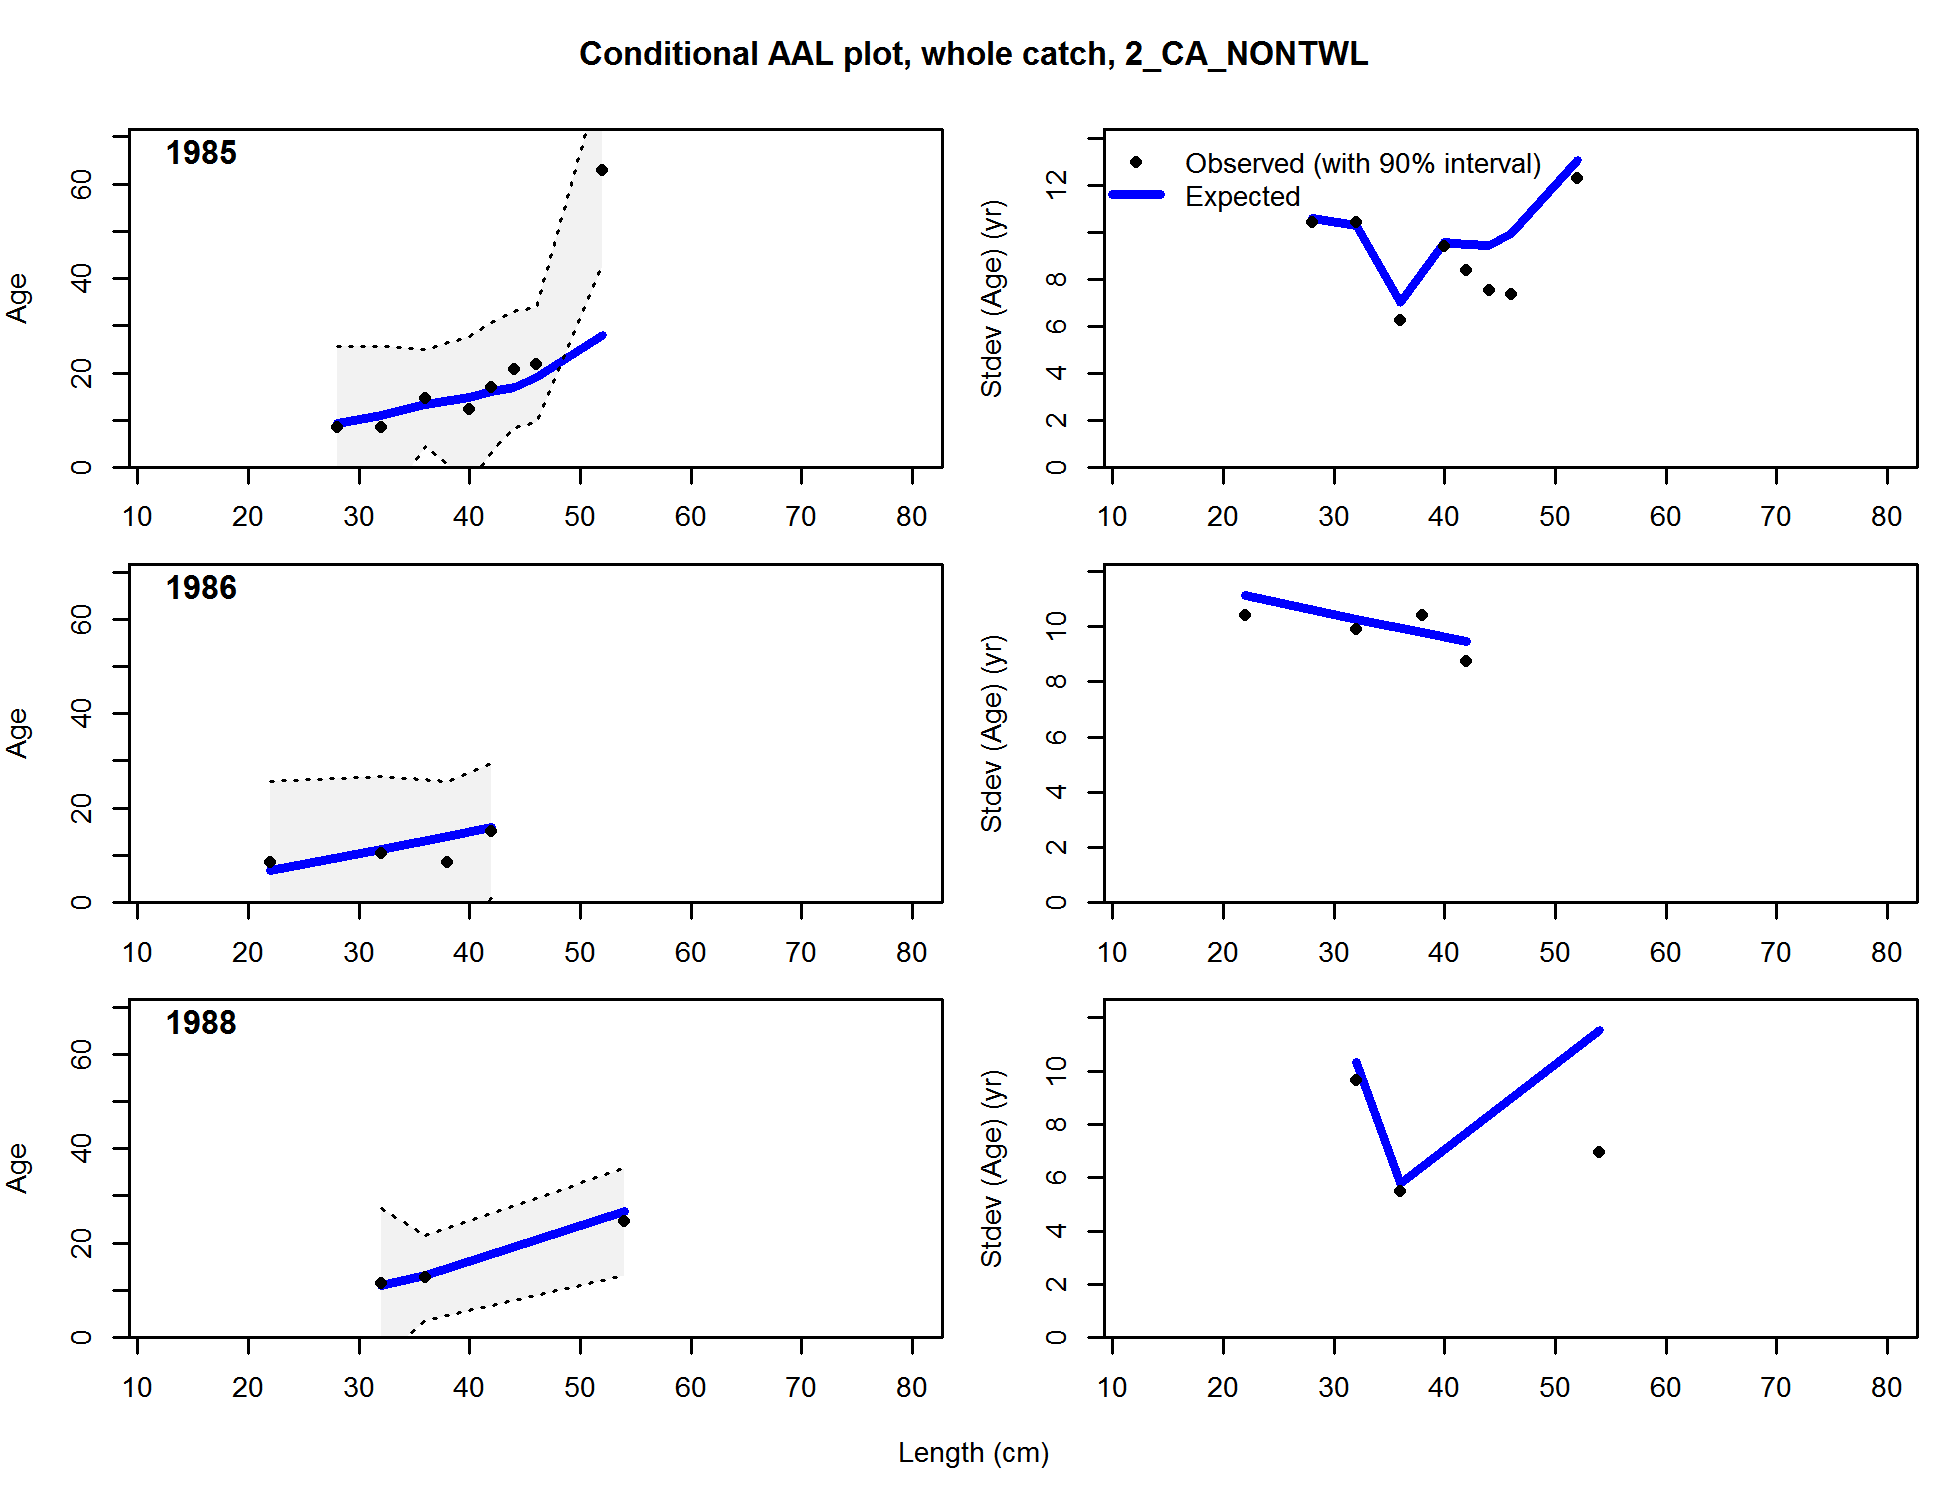 Conditional AAL plot, whole catch, 2_CA_NONTWL
1985
Age
0 20 40 60
10 20 30 40 50 60 70 80
Observed (with 90% interval)
Expected
Stdev (Age) (yr)
0 2 4 6 8 12
10 20 30 40 50 60 70 80
1986
Age
0 20 40 60
10 20 30 40 50 60 70 80
Stdev (Age) (yr)
0 2 4 6 8 10
10 20 30 40 50 60 70 80
1988
Age
0 20 40 60
10 20 30 40 50 60 70 80
Stdev (Age) (yr)
0 2 4 6 8 10
10 20 30 40 50 60 70 80
Length (cm)